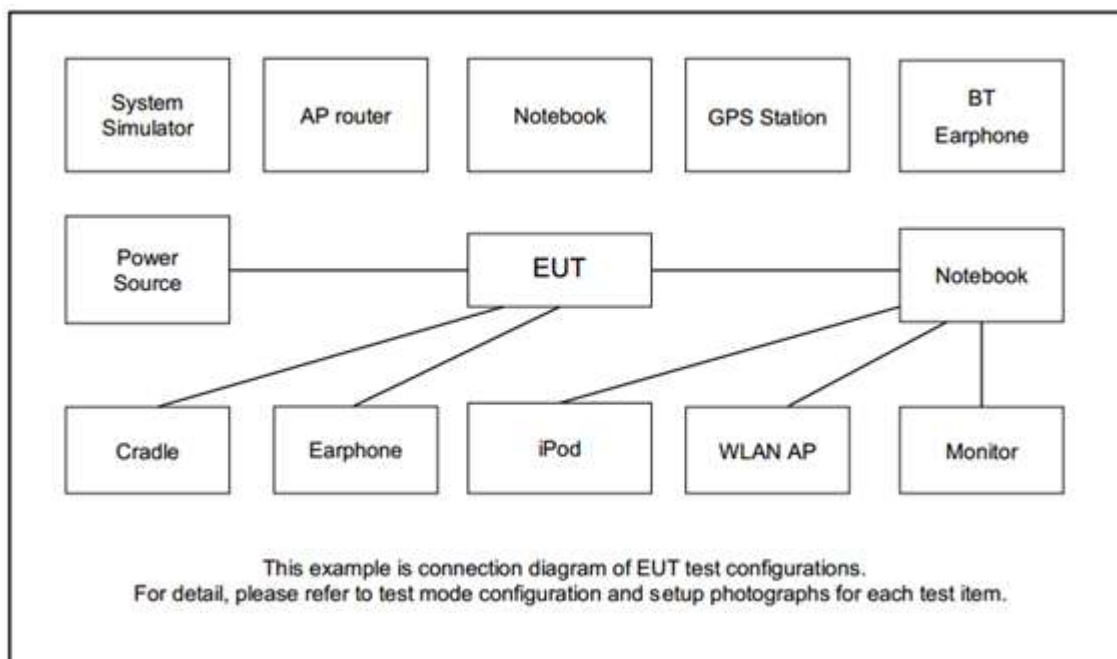 System
Simulator
AP router
Notebook
GPS Station
BT
Earphone
Power
Source
EUT
Notebook
Cradle
Earphone
iPod
WLAN AP
Monitor
This example is connection diagram of EUT test configurations.
For detail, please refer to test mode configuration and setup photographs for each test item.